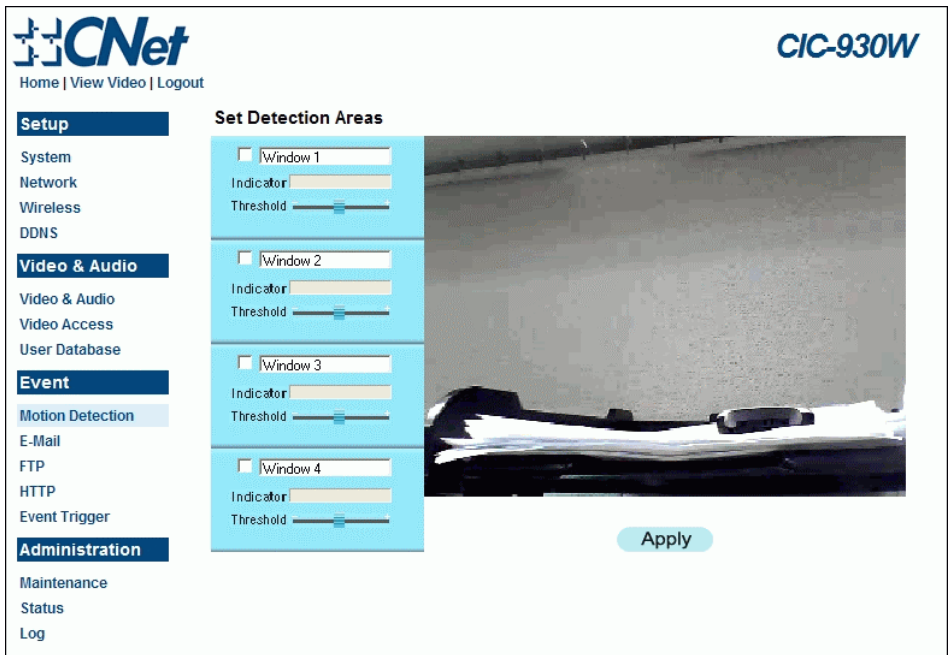 CNet
CIC-930W
Home | View Video | Logout
Setup
System
Network
Wireless
DDNS
Video & Audio
Video & Audio
Video Access
User Database
Event
Motion Detection
E-Mail
FTP
HTTP
Event Trigger
Administration
Maintenance
Status
Log
Set Detection Areas
Window 1
Indicator
Threshold - +
Window 2
Indicator
Threshold - +
Window 3
Indicator
Threshold - +
Window 4
Indicator
Threshold - +
Apply